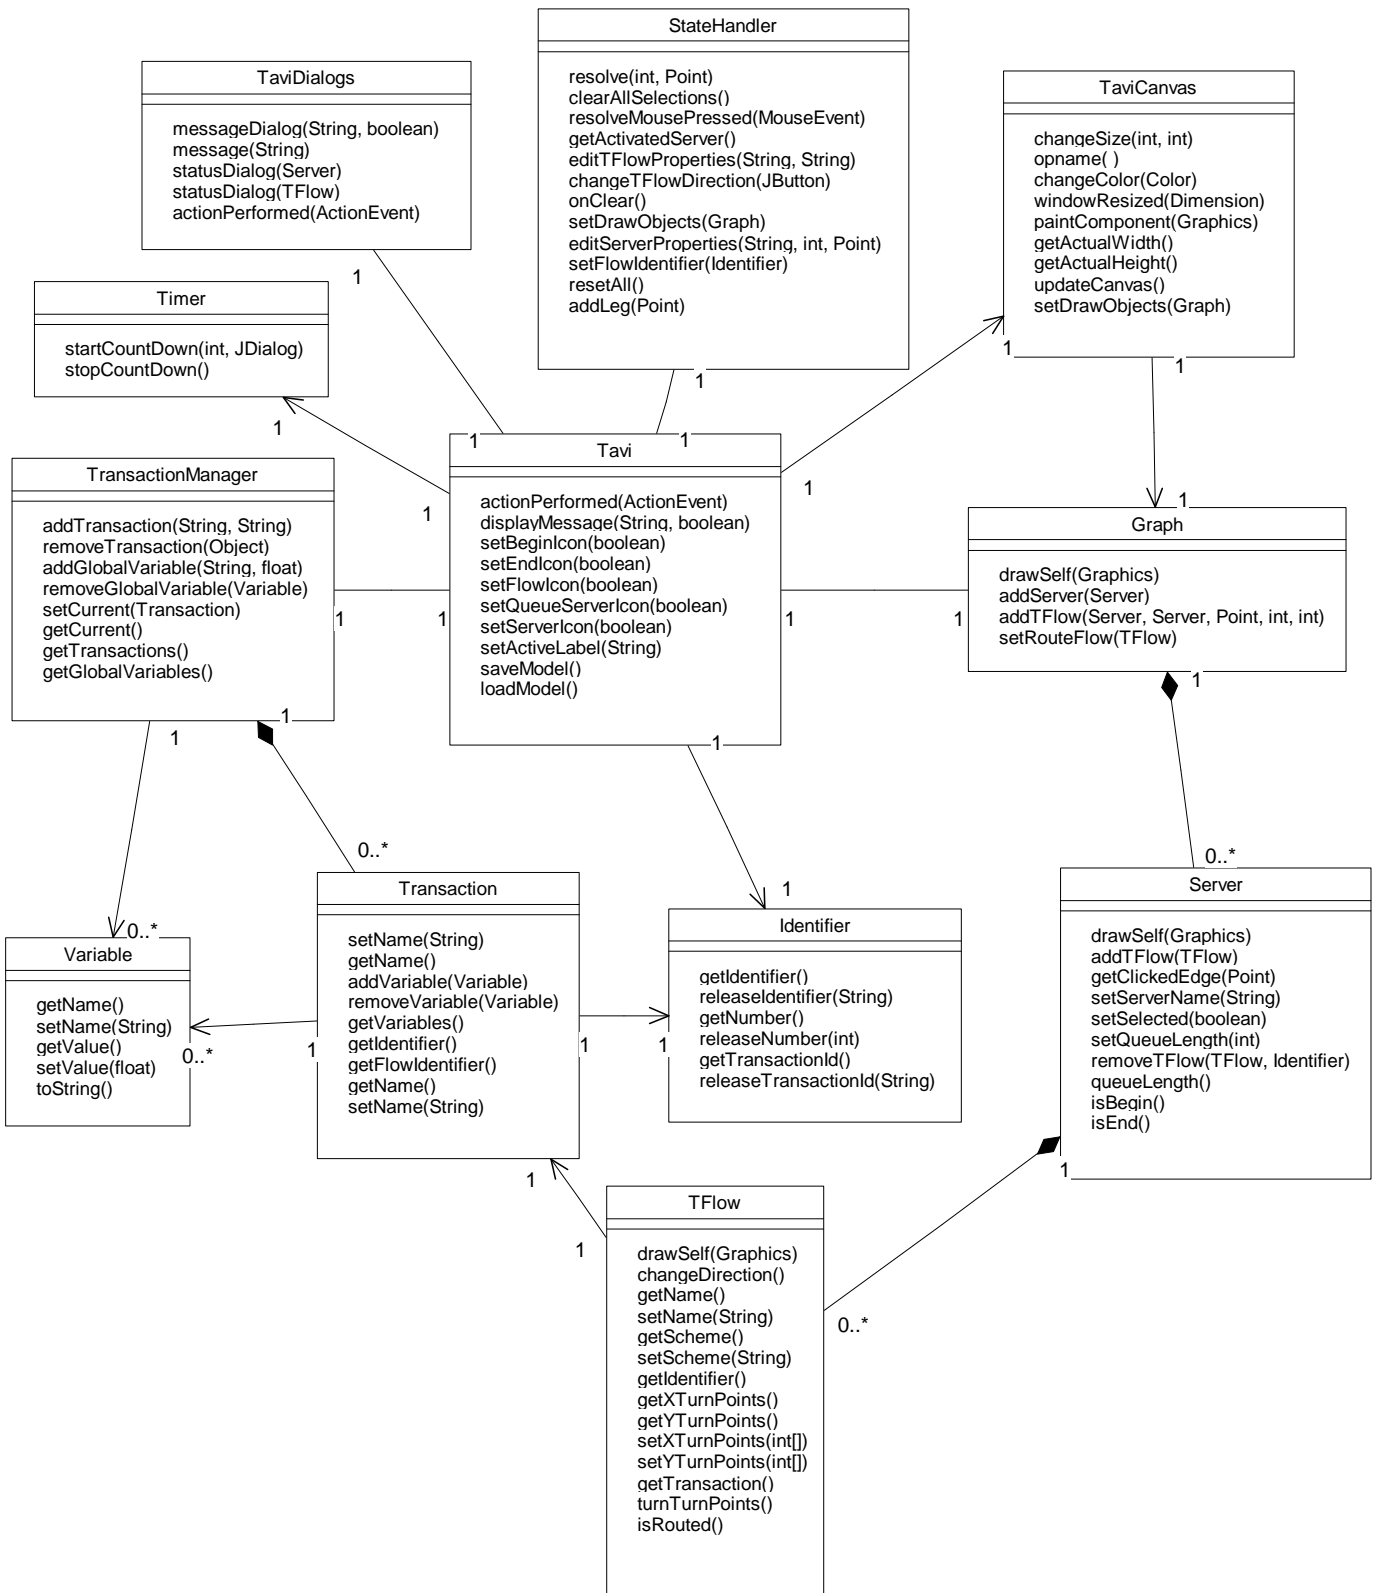 StateHandler
resolve(int, Point)
clearAllSelections()
resolveMousePressed(MouseEvent)
getActivatedServer()
editTFlowProperties(String, String)
changeTFlowDirection(JButton)
onClear()
setDrawObjects(Graph)
editServerProperties(String, int, Point)
setFlowIdentifier(Identifier)
resetAll()
addLeg(Point)
1
TaviDialogs
messageDialog(String, boolean)
message(String)
statusDialog(Server)
statusDialog(TFlow)
actionPerformed(ActionEvent)
1
TaviCanvas
changeSize(int, int)
opname( )
changeColor(Color)
windowResized(Dimension)
paintComponent(Graphics)
getActualWidth()
getActualHeight()
updateCanvas()
setDrawObjects(Graph)
1
1
Timer
startCountDown(int, JDialog)
stopCountDown()
1
Tavi
actionPerformed(ActionEvent)
displayMessage(String, boolean)
setBeginIcon(boolean)
setEndIcon(boolean)
setFlowIcon(boolean)
setQueueServerIcon(boolean)
setServerIcon(boolean)
setActiveLabel(String)
saveModel()
loadModel()
1
1
1
1
1
1
1
TransactionManager
addTransaction(String, String)
removeTransaction(Object)
addGlobalVariable(String, float)
removeGlobalVariable(Variable)
setCurrent(Transaction)
getCurrent()
getTransactions()
getGlobalVariables()
1
1
1
Graph
drawSelf(Graphics)
addServer(Server)
addTFlow(Server, Server, Point, int, int)
setRouteFlow(TFlow)
1
1
1
Variable
getName()
setName(String)
getValue()
setValue(float)
toString()
0..*
0..*
Transaction
setName(String)
getName()
addVariable(Variable)
removeVariable(Variable)
getVariables()
getIdentifier()
getFlowIdentifier()
getName()
setName(String)
0..*
1
1
1
Identifier
getIdentifier()
releaseIdentifier(String)
getNumber()
releaseNumber(int)
getTransactionId()
releaseTransactionId(String)
1
1
Server
drawSelf(Graphics)
addTFlow(TFlow)
getClickedEdge(Point)
setServerName(String)
setSelected(boolean)
setQueueLength(int)
removeTFlow(TFlow, Identifier)
queueLength()
isBegin()
isEnd()
0..*
1
TFlow
drawSelf(Graphics)
changeDirection()
getName()
setName(String)
getScheme()
setScheme(String)
getIdentifier()
getXTurnPoints()
getYTurnPoints()
setXTurnPoints(int[])
setYTurnPoints(int[])
getTransaction()
turnTurnPoints()
isRouted()
1
0..*